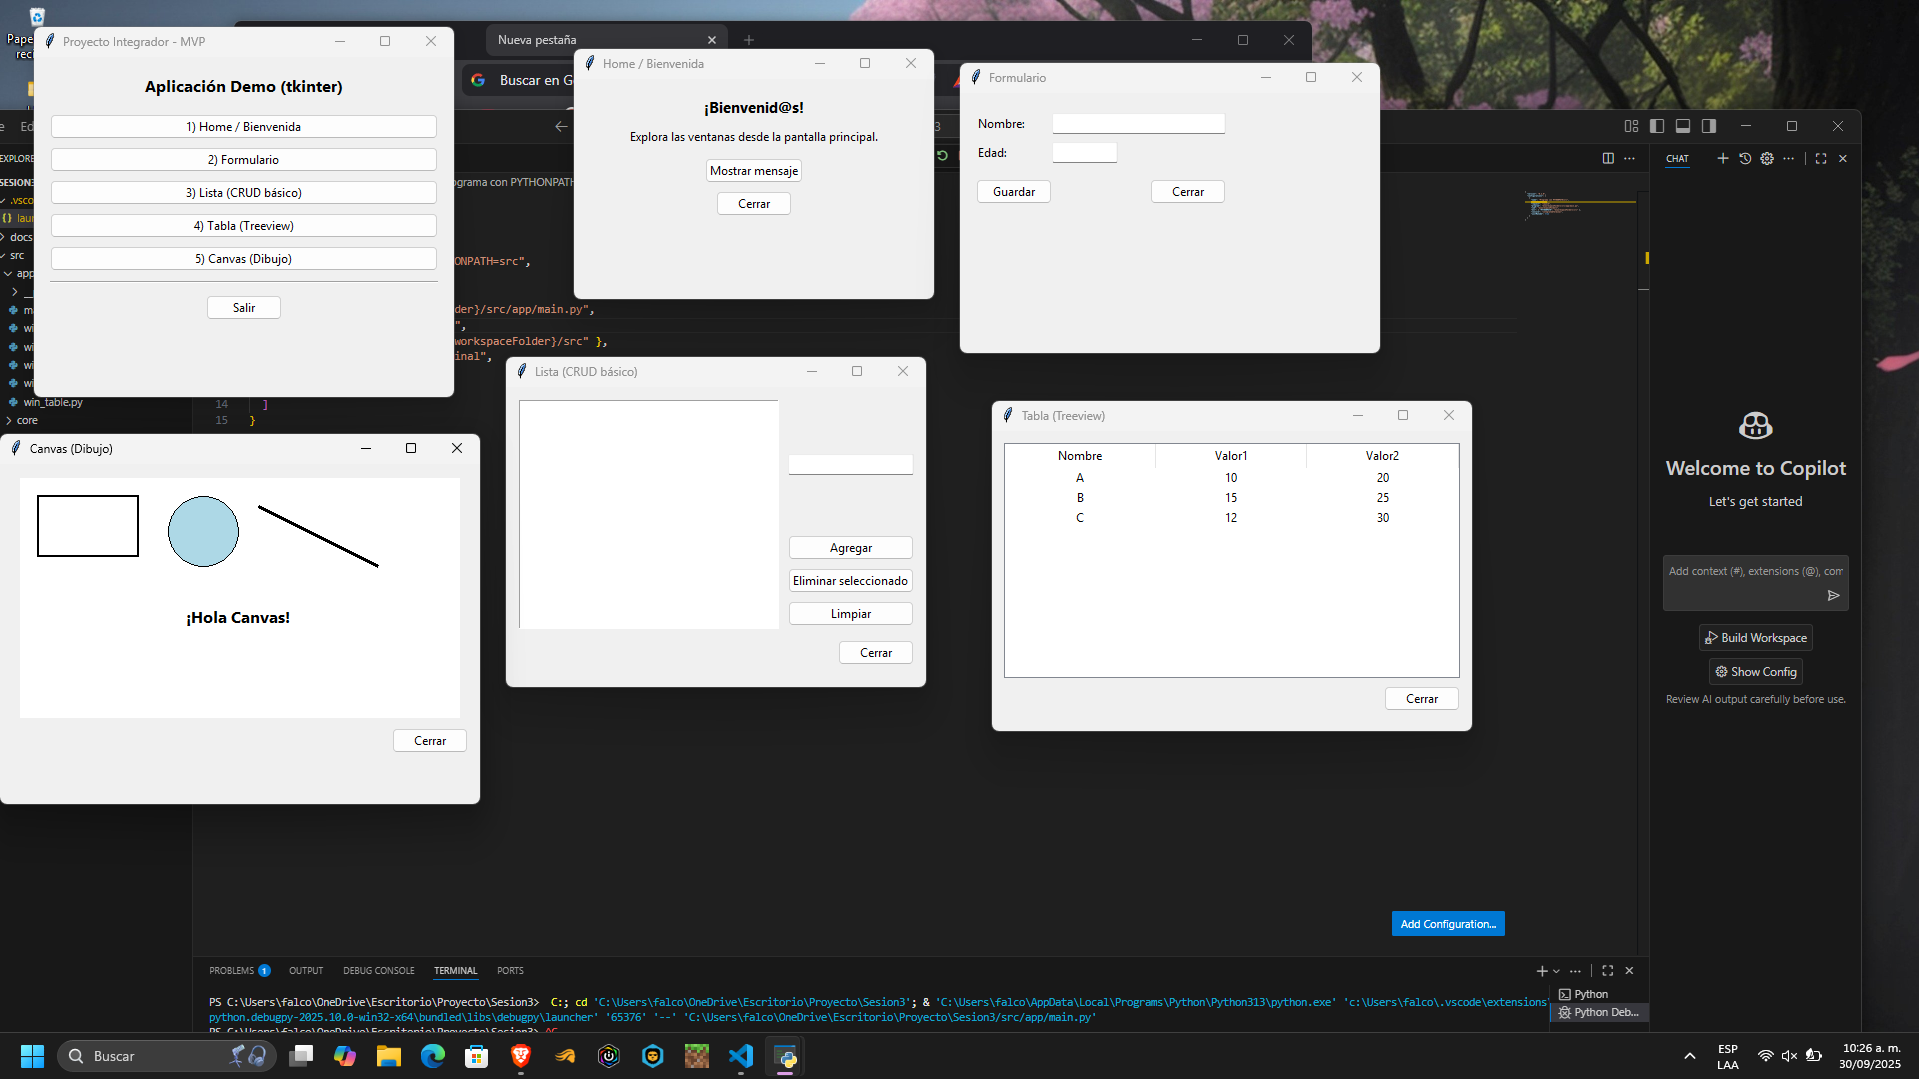 Proyecto Integrador - MVP
Aplicación Demo (tkinter)
1) Home / Bienvenida
2) Formulario
3) Lista (CRUD básico)
4) Tabla (Treeview)
5) Canvas (Dibujo)
Salir
Nueva pestaña
Buscar en G
Home / Bienvenida
¡Bienvenid@s!
Explora las ventanas desde la pantalla principal.
Mostrar mensaje
Cerrar
Formulario
Nombre:
Edad:
Guardar
Cerrar
Lista (CRUD básico)
Agregar
Eliminar seleccionado
Limpiar
Cerrar
Tabla (Treeview)
Nombre Valor1 Valor2
A 10 20
B 15 25
C 12 30
Cerrar
Canvas (Dibujo)
¡Hola Canvas!
Cerrar
SESION3
.vsco
docs
src
app
win_table.py
core
ograma con PYTHONPATH
ONPATH=src",
der}/src/app/main.py",
",
workspaceFolder}/src" },
inal",
14 ]
15 }
CHAT
Welcome to Copilot
Let's get started
Add context (#), extensions (@), com
Build Workspace
Show Config
Review AI output carefully before use.
Add Configuration...
PROBLEMS 1 OUTPUT DEBUG CONSOLE TERMINAL PORTS
PS C:\Users\falco\OneDrive\Escritorio\Proyecto\Sesion3> C:; cd 'C:\Users\falco\OneDrive\Escritorio\Proyecto\Sesion3'; & 'C:\Users\falco\AppData\Local\Programs\Python\Python313\python.exe' 'c:\Users\falco\.vscode\extensions\
python.debugpy-2025.10.0-win32-x64\bundled\libs\debugpy\launcher' '65376' '--' 'C:\Users\falco\OneDrive\Escritorio\Proyecto\Sesion3/src/app/main.py'
PS C:\Users\falco\OneDrive\Escritorio\Proyecto\Sesion3> ^C
Python
Python Deb...
Buscar
ESP
LAA
10:26 a. m.
30/09/2025